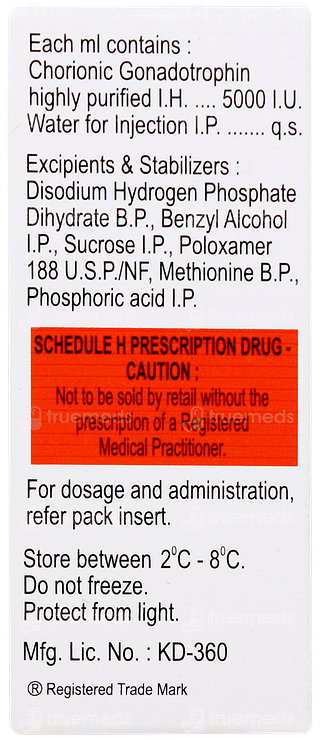 Each ml contains :
Chorionic Gonadotrophin
highly purified I.H. .... 5000 I.U.
Water for Injection I.P. ....... q.s.
Excipients & Stabilizers :
Disodium Hydrogen Phosphate
Dihydrate B.P., Benzyl Alcohol
I.P., Sucrose I.P., Poloxamer
188 U.S.P./NF, Methionine B.P.,
Phosphoric acid I.P.
SCHEDULE H PRESCRIPTION DRUG -
CAUTION :
Not to be sold by retail without the
prescription of a Registered
Medical Practitioner.
For dosage and administration,
refer pack insert.
Store between 2⁰C - 8⁰C.
Do not freeze.
Protect from light.
Mfg. Lic. No. : KD-360
® Registered Trade Mark
truemeds